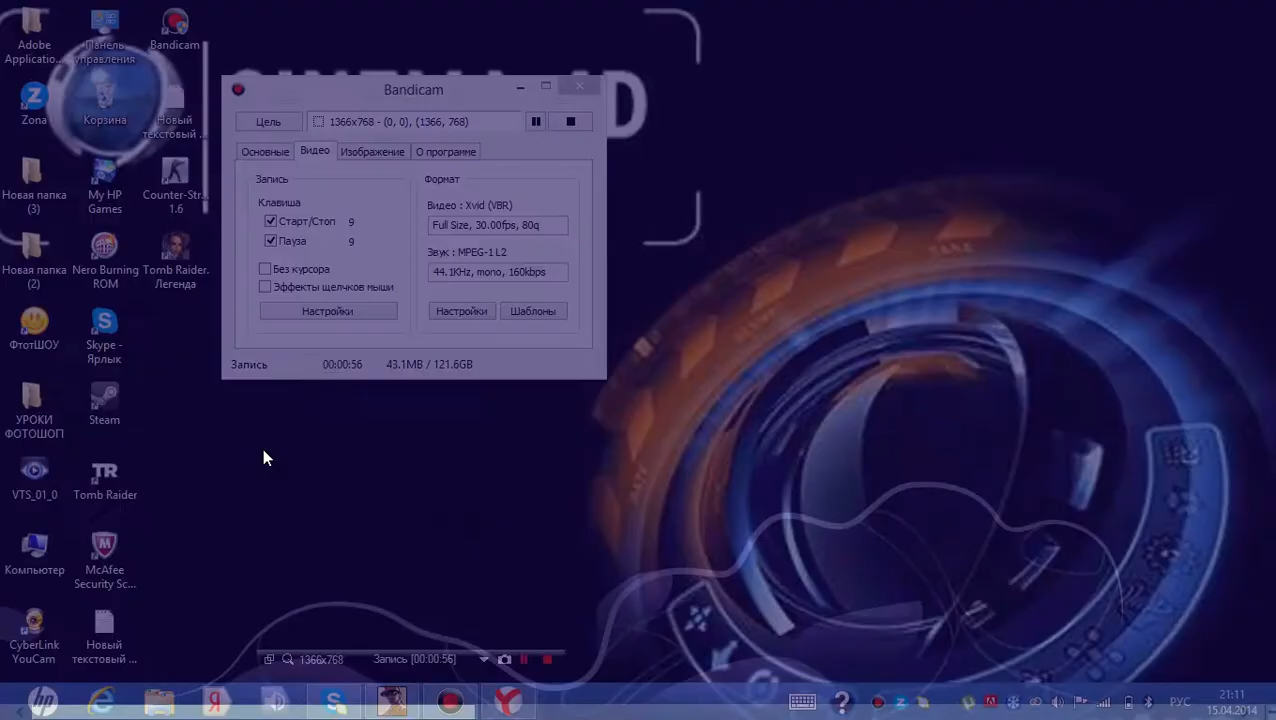 Adobe
Applicatio...
Панель
управления
Bandicam
Zona
Корзина
Новый
текстовый ...
Новая папка
(3)
My HP
Games
Counter-Str...
1.6
Новая папка
(2)
Nero Burning
ROM
Tomb Raider.
Легенда
ФтотШОУ
Skype -
Ярлык
УРОКИ
ФОТОШОП
Steam
VTS_01_0
Tomb Raider
Компьютер
McAfee
Security Sc...
CyberLink
YouCam
Новый
текстовый ...
Bandicam
Цель
1366x768 - (0, 0), (1366, 768)
Основные
Видео
Изображение
О программе
Запись
Клавиша
Старт/Стоп 9
Пауза 9
Без курсора
Эффекты щелчков мыши
Настройки
Формат
Видео : Xvid (VBR)
Full Size, 30.00fps, 80q
Звук : MPEG-1 L2
44.1KHz, mono, 160kbps
Настройки
Шаблоны
Запись 00:00:56 43.1MB / 121.6GB
1366x768 Запись [00:00:56]
РУС
21:11
15.04.2014